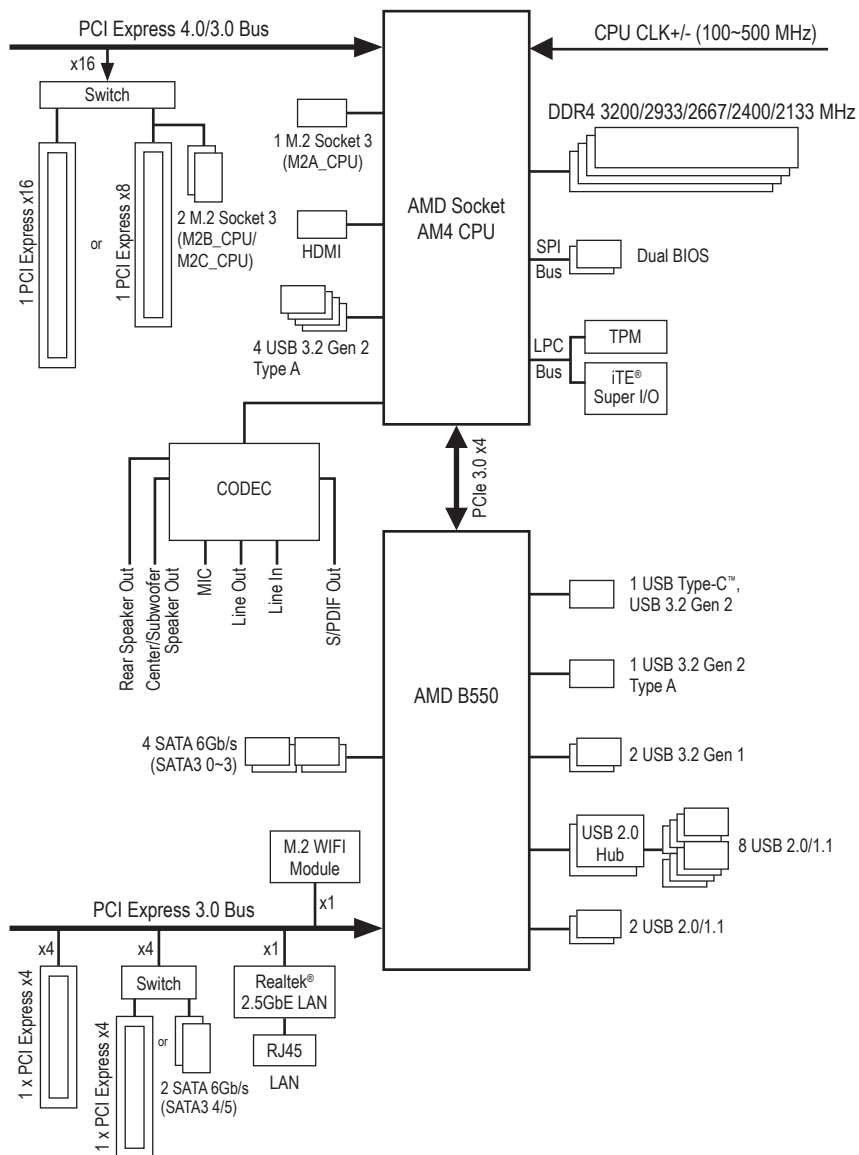 PCI Express 4.0/3.0 Bus
CPU CLK+/- (100~500 MHz)
x16
Switch
1 PCI Express x16
or
1 PCI Express x8
2 M.2 Socket 3
(M2B_CPU/
M2C_CPU)
1 M.2 Socket 3
(M2A_CPU)
HDMI
4 USB 3.2 Gen 2
Type A
AMD Socket
AM4 CPU
DDR4 3200/2933/2667/2400/2133 MHz
SPI
Bus
Dual BIOS
LPC
Bus
TPM
iTE®
Super I/O
PCIe 3.0 x4
CODEC
Rear Speaker Out
Center/Subwoofer
Speaker Out
MIC
Line Out
Line In
S/PDIF Out
AMD B550
1 USB Type-C™,
USB 3.2 Gen 2
1 USB 3.2 Gen 2
Type A
2 USB 3.2 Gen 1
USB 2.0
Hub
8 USB 2.0/1.1
2 USB 2.0/1.1
4 SATA 6Gb/s
(SATA3 0~3)
M.2 WIFI
Module
x1
PCI Express 3.0 Bus
x4
x4
x1
1 x PCI Express x4
Switch
1 x PCI Express x4
or
2 SATA 6Gb/s
(SATA3 4/5)
Realtek®
2.5GbE LAN
RJ45
LAN